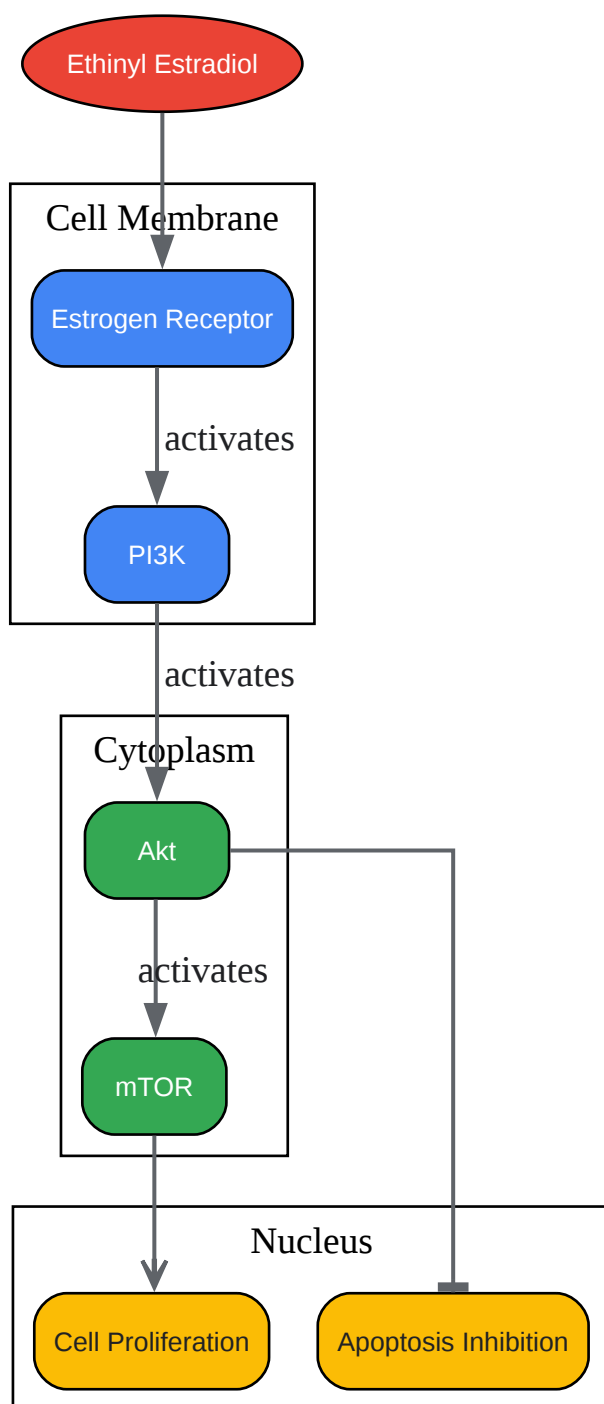 Ethinyl Estradiol
Cell Membrane
Estrogen Receptor
activates
PI3K
activates
Cytoplasm
Akt
activates
mTOR
Nucleus
Cell Proliferation
Apoptosis Inhibition